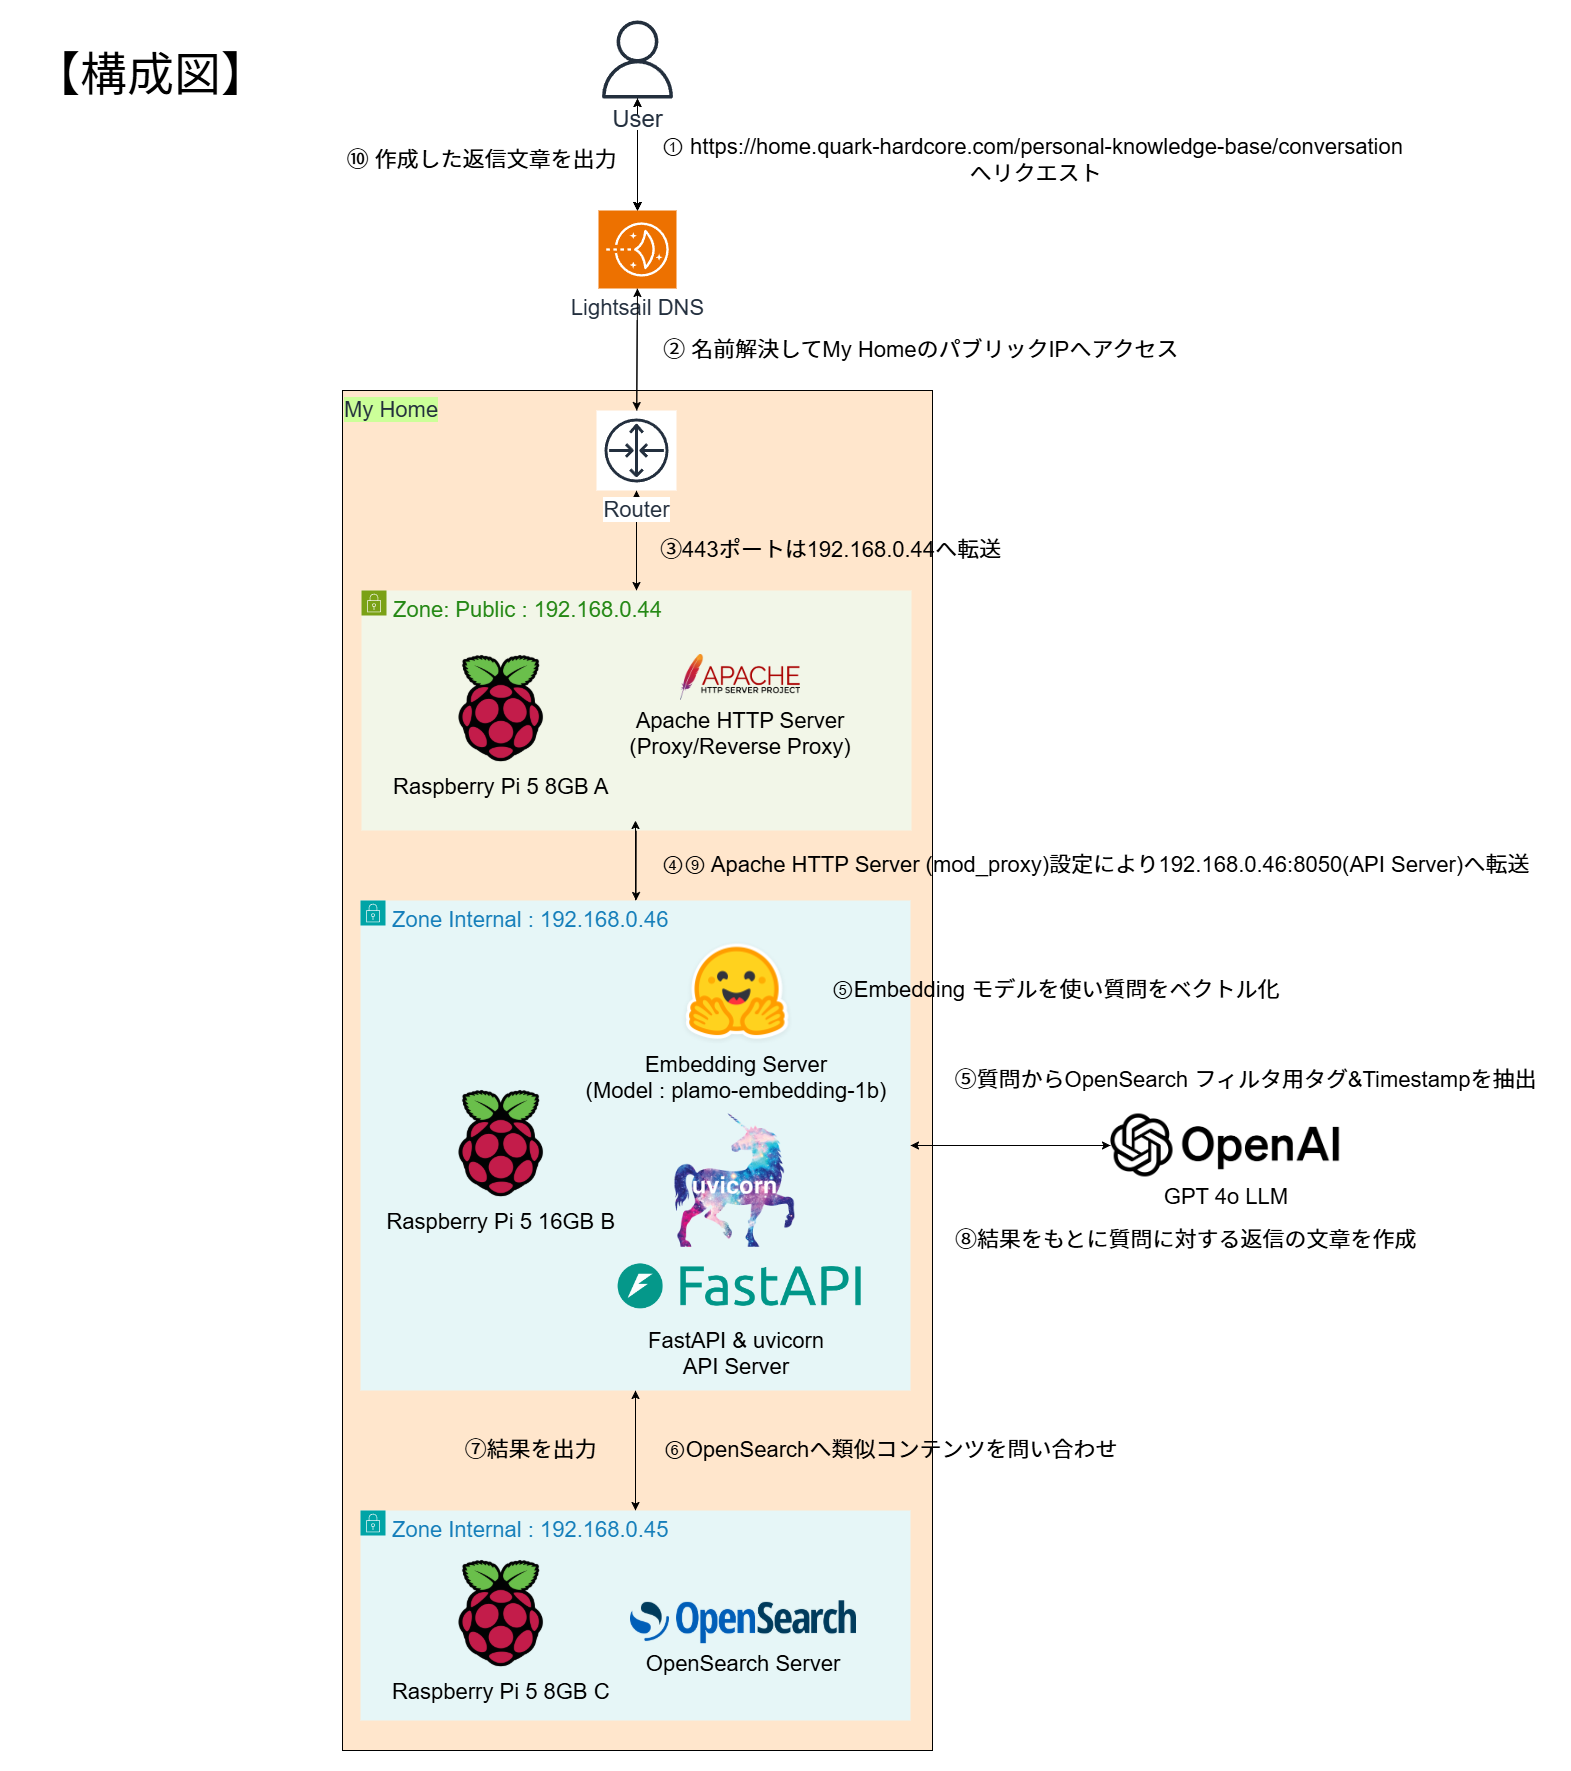 【構成図】
User
⑩ 作成した返信文章を出力
① https://home.quark-hardcore.com/personal-knowledge-base/conversation
へリクエスト
Lightsail DNS
② 名前解決してMy HomeのパブリックIPへアクセス
My Home
Router
③443ポートは192.168.0.44へ転送
Zone: Public : 192.168.0.44
APACHE
HTTP SERVER PROJECT
Apache HTTP Server
(Proxy/Reverse Proxy)
Raspberry Pi 5 8GB A
④⑨ Apache HTTP Server (mod_proxy)設定により192.168.0.46:8050(API Server)へ転送
Zone Internal : 192.168.0.46
⑤Embedding モデルを使い質問をベクトル化
Embedding Server
(Model : plamo-embedding-1b)
⑤質問からOpenSearch フィルタ用タグ&Timestampを抽出
OpenAI
GPT 4o LLM
⑧結果をもとに質問に対する返信の文章を作成
uvicorn
Raspberry Pi 5 16GB B
FastAPI
FastAPI & uvicorn
API Server
⑦結果を出力
⑥OpenSearchへ類似コンテンツを問い合わせ
Zone Internal : 192.168.0.45
OpenSearch
OpenSearch Server
Raspberry Pi 5 8GB C